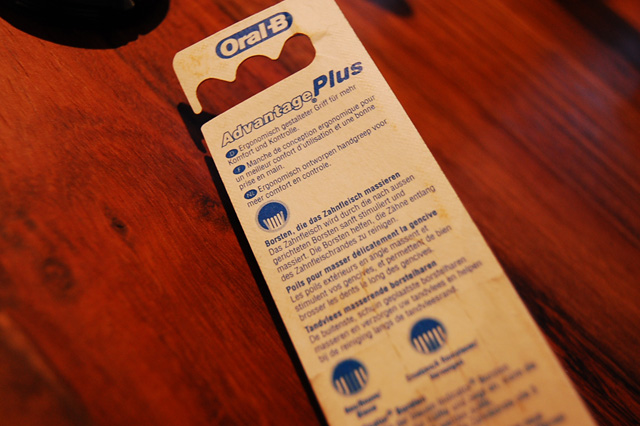 Oral-B
Advantage Plus
D Ergonomisch gestalteter Griff für mehr
Komfort und Kontrolle.
F Manche de conception ergonomique pour
un meilleur confort d'utilisation et une bonne
prise en main.
NL Ergonomisch ontworpen handgreep voor
meer comfort en controle.
Borsten, die das Zahnfleisch massieren
Das Zahnfleisch wird durch die nach aussen
gerichteten Borsten sanft stimuliert und
massiert. Die Borsten helfen, die Zähne entlang
des Zahnfleischrandes zu reinigen.
Poils pour masser délicatement la gencive
Les poils extérieurs en angle massent et
stimulent vos gencives, et permettent de bien
brosser les dents le long des gencives.
Tandvlees masserende borstelharen
De buitenste, schuin geplaatste borstelharen
masseren en verzorgen uw tandvlees en helpen
bij de reiniging langs de tandvleesrand.